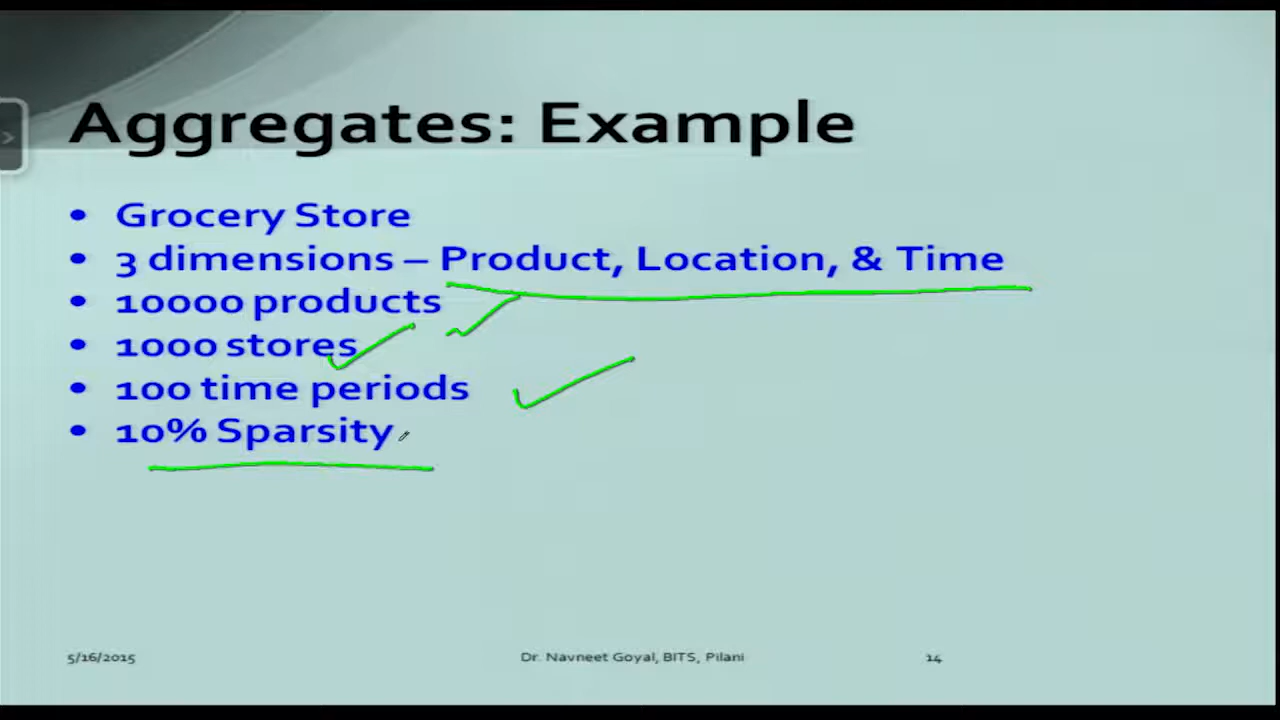 Aggregates: Example
• Grocery Store
• 3 dimensions – Product, Location, & Time
• 10000 products
• 1000 stores
• 100 time periods
• 10% Sparsity
5/16/2015 Dr. Navneet Goyal, BITS, Pilani 14